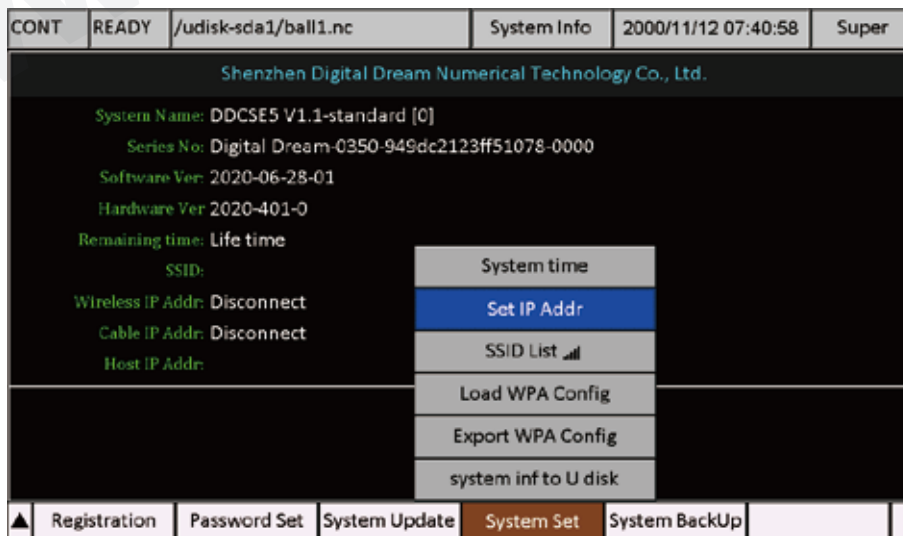 CONT READY /udisk-sda1/ball1.nc System Info 2000/11/12 07:40:58 Super
Shenzhen Digital Dream Numerical Technology Co., Ltd.
System Name: DDCSE5 V1.1-standard [0]
Series No: Digital Dream-0350-949dc2123ff51078-0000
Software Ver: 2020-06-28-01
Hardware Ver 2020-401-0
Remaining time: Life time
SSID:
Wireless IP Addr: Disconnect
Cable IP Addr: Disconnect
Host IP Addr:
System time
Set IP Addr
SSID List
Load WPA Config
Export WPA Config
system inf to U disk
Registration Password Set System Update System Set System BackUp